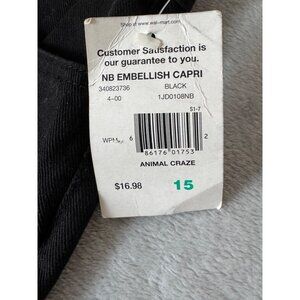 Shop at www.wal-mart.com
Customer Satisfaction is
our guarantee to you.
NB EMBELLISH CAPRI
340823736 BLACK
4-00 1JD0108NB
S1-7
6 2
86176 01753
ANIMAL CRAZE
$16.98 15